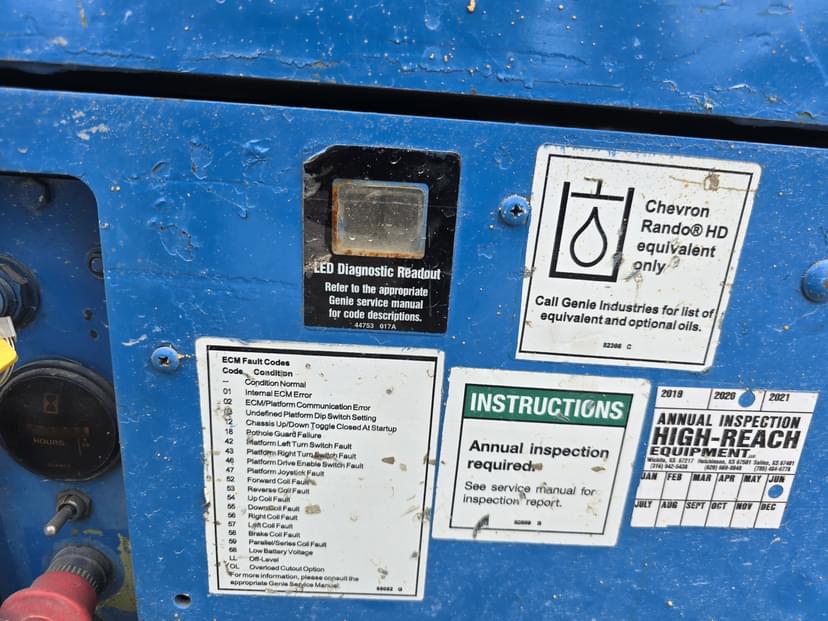 LED Diagnostic Readout
Refer to the appropriate
Genie service manual
for code descriptions.
44753 017A
Chevron
Rando® HD
equivalent
only
Call Genie Industries for list of
equivalent and optional oils.
82366 C
ECM Fault Codes
Code Condition
-- Condition Normal
01 Internal ECM Error
02 ECM/Platform Communication Error
03 Undefined Platform Dip Switch Setting
12 Chassis Up/Down Toggle Closed At Startup
18 Pothole Guard Failure
42 Platform Left Turn Switch Fault
43 Platform Right Turn Switch Fault
46 Platform Drive Enable Switch Fault
47 Platform Joystick Fault
52 Forward Coil Fault
53 Reverse Coil Fault
54 Up Coil Fault
55 Down Coil Fault
56 Right Coil Fault
57 Left Coil Fault
58 Brake Coil Fault
59 Parallel/Series Coil Fault
68 Low Battery Voltage
LL Off-Level
OL Overload Cutout Option
For more information, please consult the
appropriate Genie Service Manual.
INSTRUCTIONS
Annual inspection
required.
See service manual for
inspection report.
2019 2020 2021
ANNUAL INSPECTION
HIGH-REACH
EQUIPMENT
JAN FEB MAR APR MAY JUN
JULY AUG SEPT OCT NOV DEC
HOURS